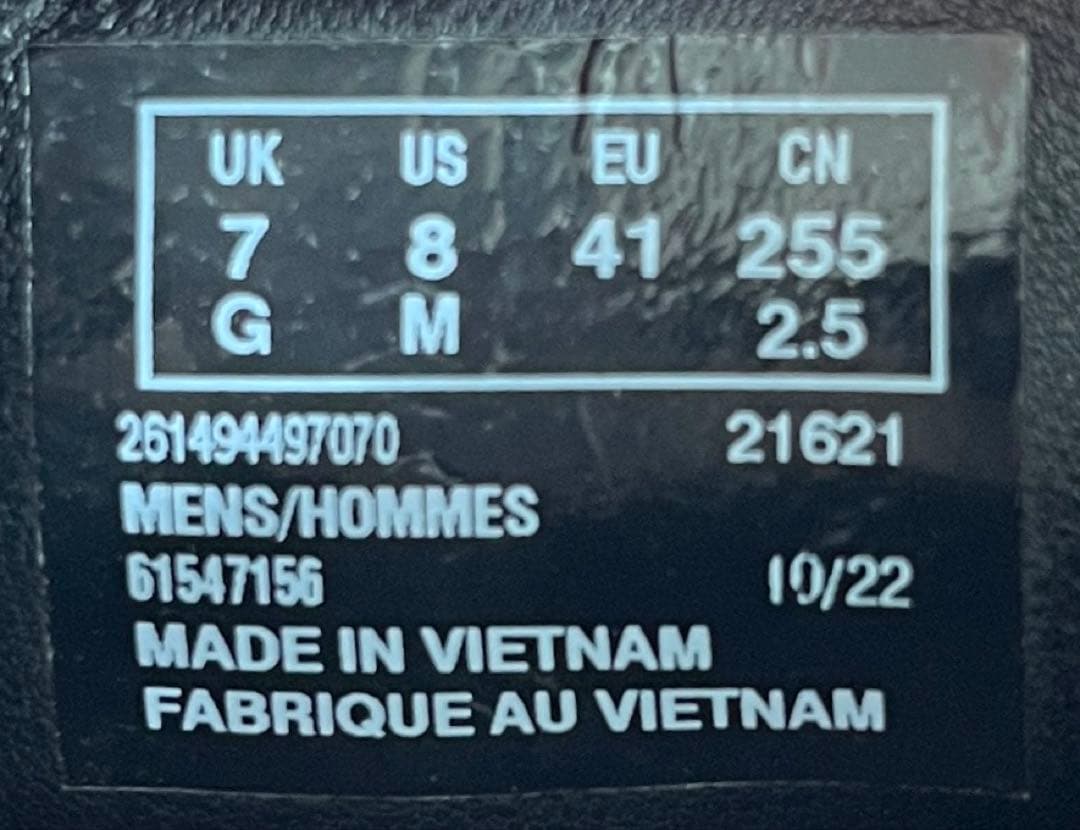 UK US EU CN
7 8 41 255
G M 2.5
261494497070 21621
MENS/HOMMES
61547156 10/22
MADE IN VIETNAM
FABRIQUE AU VIETNAM